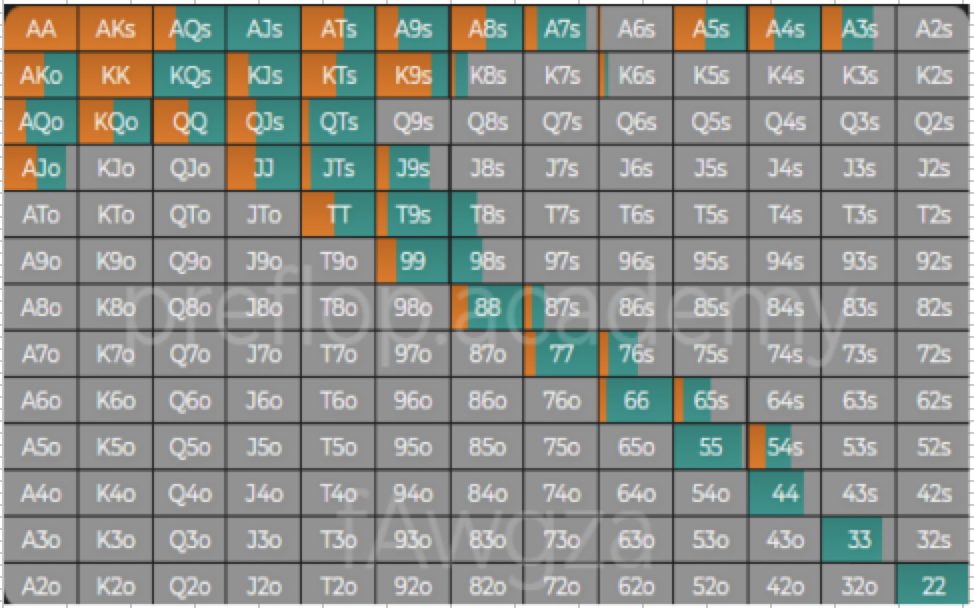 AA AKs AQs AJs ATs A9s A8s A7s A6s A5s A4s A3s A2s
AKo KK KQs KJs KTs K9s K8s K7s K6s K5s K4s K3s K2s
AQo KQo QQ QJs QTs Q9s Q8s Q7s Q6s Q5s Q4s Q3s Q2s
AJo KJo QJo JJ JTs J9s J8s J7s J6s J5s J4s J3s J2s
ATo KTo QTo JTo TT T9s T8s T7s T6s T5s T4s T3s T2s
A9o K9o Q9o J9o T9o 99 98s 97s 96s 95s 94s 93s 92s
A8o K8o Q8o J8o T8o 98o 88 87s 86s 85s 84s 83s 82s
preflop.academy
A7o K7o Q7o J7o T7o 97o 87o 77 76s 75s 74s 73s 72s
A6o K6o Q6o J6o T6o 96o 86o 76o 66 65s 64s 63s 62s
A5o K5o Q5o J5o T5o 95o 85o 75o 65o 55 54s 53s 52s
A4o K4o Q4o J4o T4o 94o 84o 74o 64o 54o 44 43s 42s
fAwgza
A3o K3o Q3o J3o T3o 93o 83o 73o 63o 53o 43o 33 32s
A2o K2o Q2o J2o T2o 92o 82o 72o 62o 52o 42o 32o 22